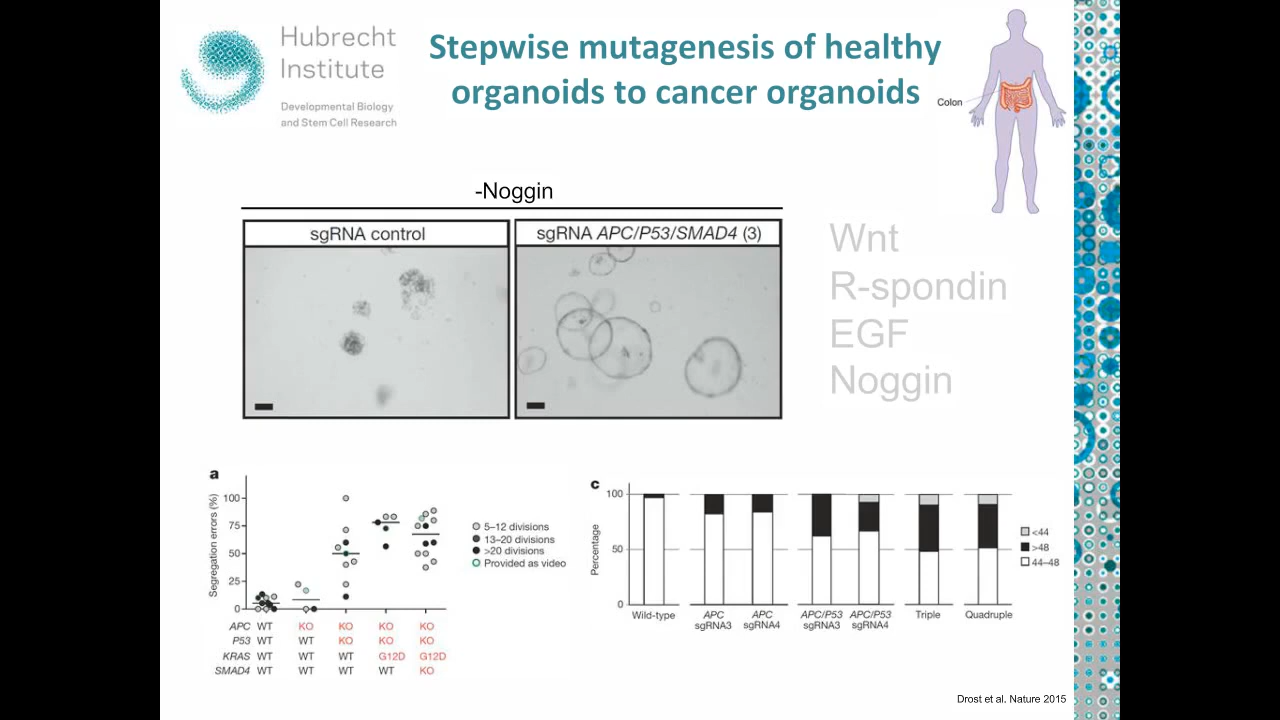 Hubrecht
Institute
Developmental Biology
and Stem Cell Research
Stepwise mutagenesis of healthy
organoids to cancer organoids
Colon
-Noggin
sgRNA control
sgRNA APC/P53/SMAD4 (3)
Wnt
R-spondin
EGF
Noggin
a
Segregation errors (%)
100
75
50
25
0
5–12 divisions
13–20 divisions
>20 divisions
Provided as video
APC WT KO KO KO KO
P53 WT WT KO KO KO
KRAS WT WT WT G12D G12D
SMAD4 WT WT WT WT KO
c
Percentage
100
50
0
<44
>48
44–48
Wild-type
APC sgRNA3
APC sgRNA4
APC/P53 sgRNA3
APC/P53 sgRNA4
Triple
Quadruple
Drost et al. Nature 2015